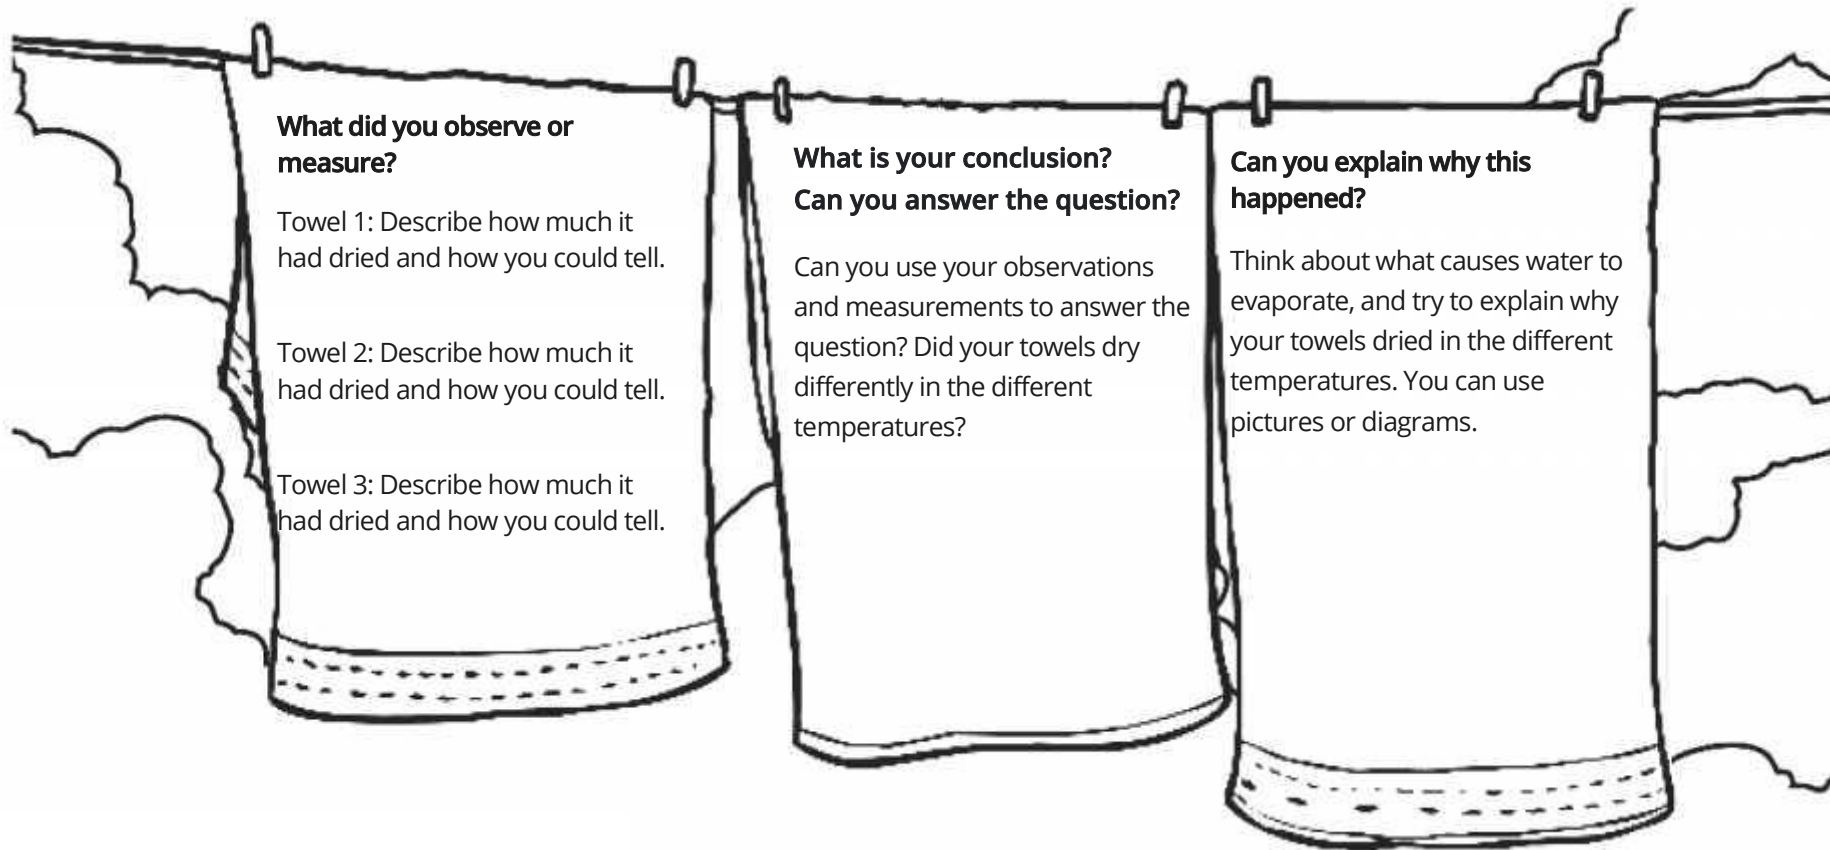 What did you observe or
measure?
Towel 1: Describe how much it
had dried and how you could tell.
Towel 2: Describe how much it
had dried and how you could tell.
Towel 3: Describe how much it
had dried and how you could tell.
What is your conclusion?
Can you answer the question?
Can you use your observations
and measurements to answer the
question? Did your towels dry
differently in the different
temperatures?
Can you explain why this
happened?
Think about what causes water to
evaporate, and try to explain why
your towels dried in the different
temperatures. You can use
pictures or diagrams.